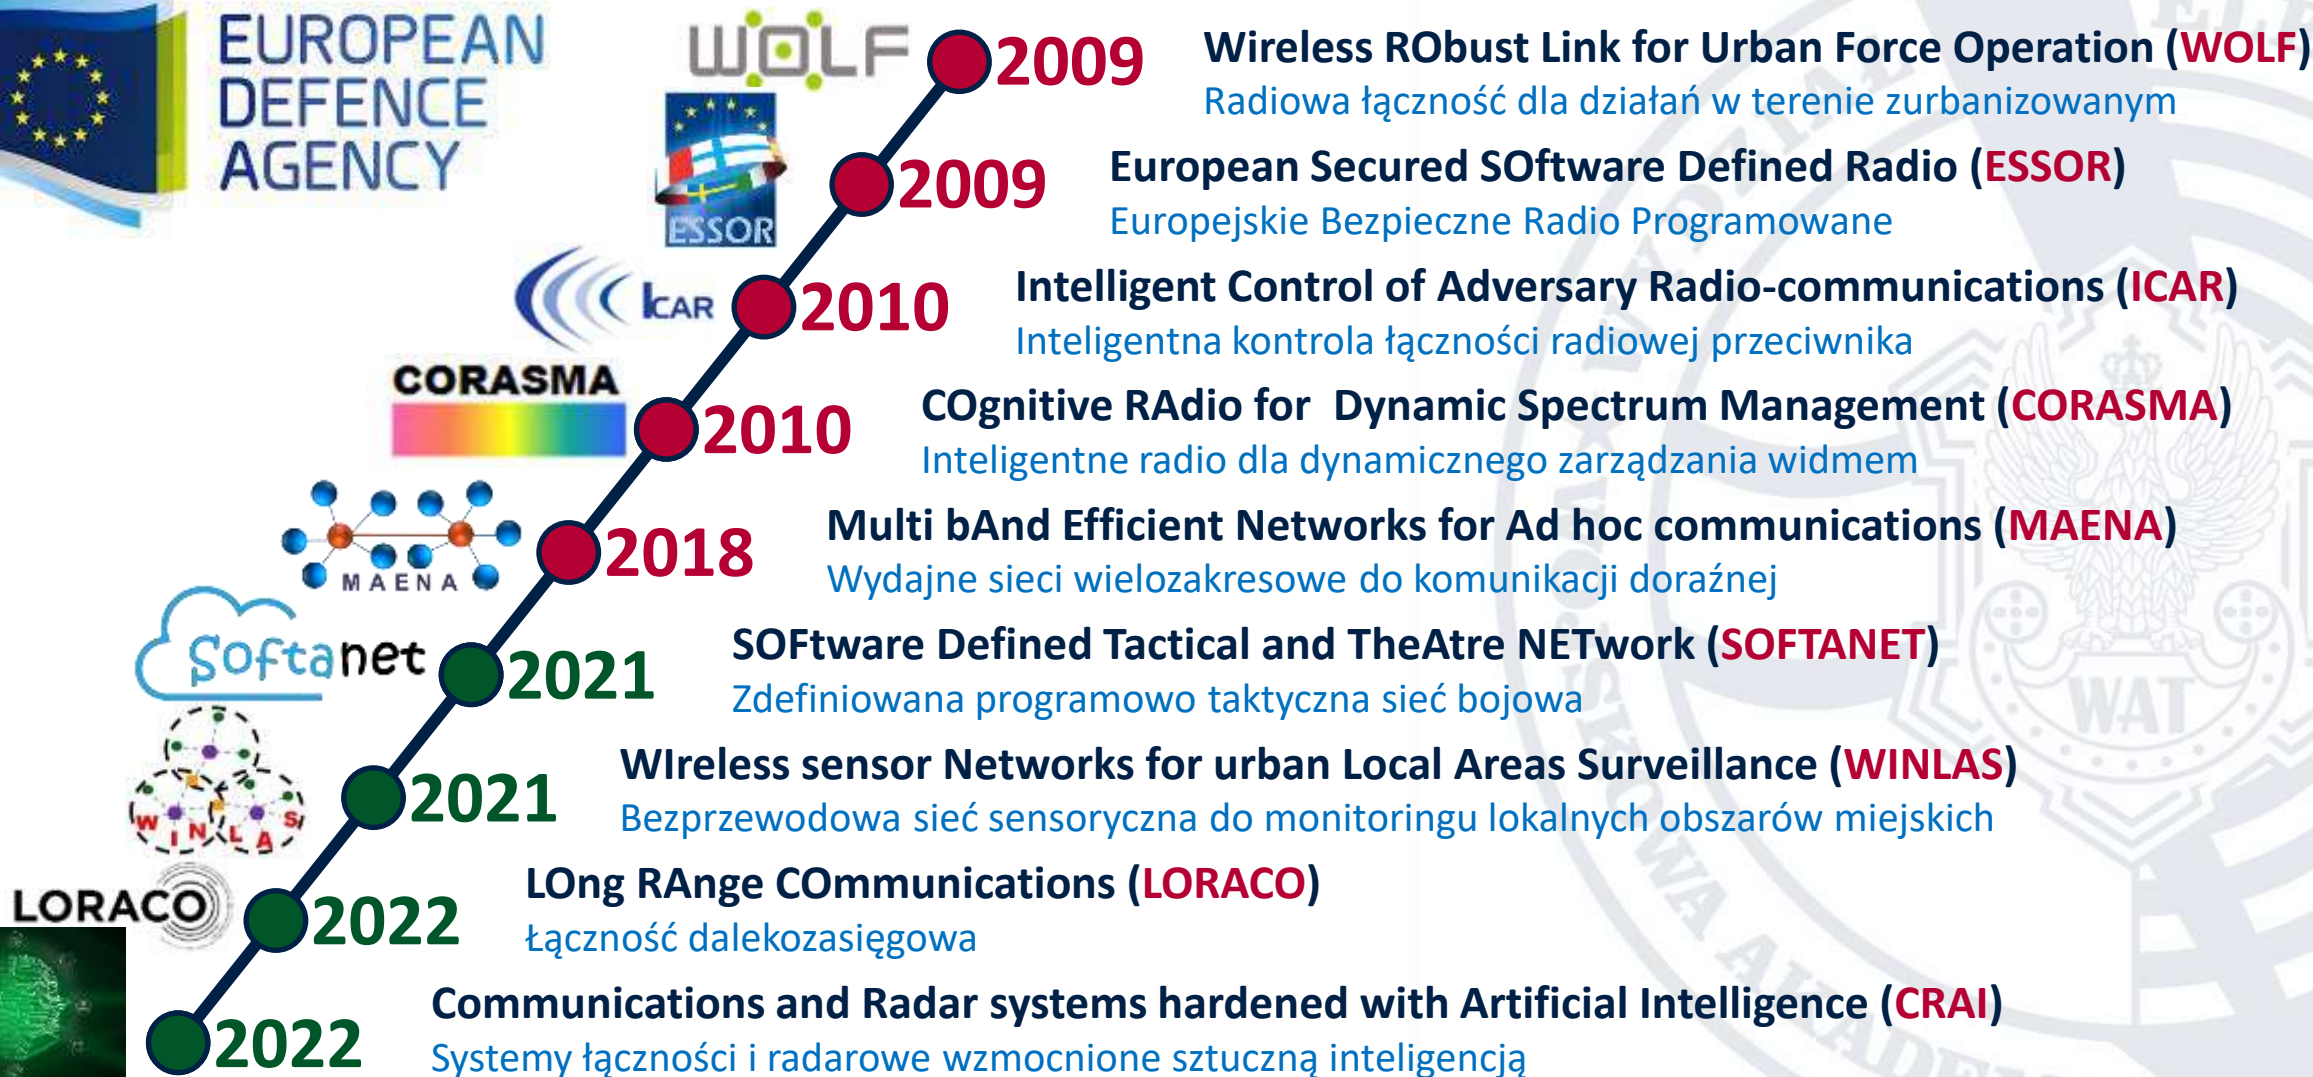 EUROPEAN
DEFENCE
AGENCY
WOLF
2009
Wireless RObust Link for Urban Force Operation (WOLF)
Radiowa łączność dla działań w terenie zurbanizowanym
ESSOR
2009
European Secured SOftware Defined Radio (ESSOR)
Europejskie Bezpieczne Radio Programowane
ICAR
2010
Intelligent Control of Adversary Radio-communications (ICAR)
Inteligentna kontrola łączności radiowej przeciwnika
CORASMA
2010
COgnitive RAdio for Dynamic Spectrum Management (CORASMA)
Inteligentne radio dla dynamicznego zarządzania widmem
MAENA
2018
Multi bAnd Efficient Networks for Ad hoc communications (MAENA)
Wydajne sieci wielozakresowe do komunikacji doraźnej
Softanet
2021
SOFtware Defined Tactical and TheAtre NETwork (SOFTANET)
Zdefiniowana programowo taktyczna sieć bojowa
WINLAS
2021
WIreless sensor Networks for urban Local Areas Surveillance (WINLAS)
Bezprzewodowa sieć sensoryczna do monitoringu lokalnych obszarów miejskich
LORACO
2022
LOng RAnge COmmunications (LORACO)
Łączność dalekozasięgowa
2022
Communications and Radar systems hardened with Artificial Intelligence (CRAI)
Systemy łączności i radarowe wzmocnione sztuczną inteligencją
WAT